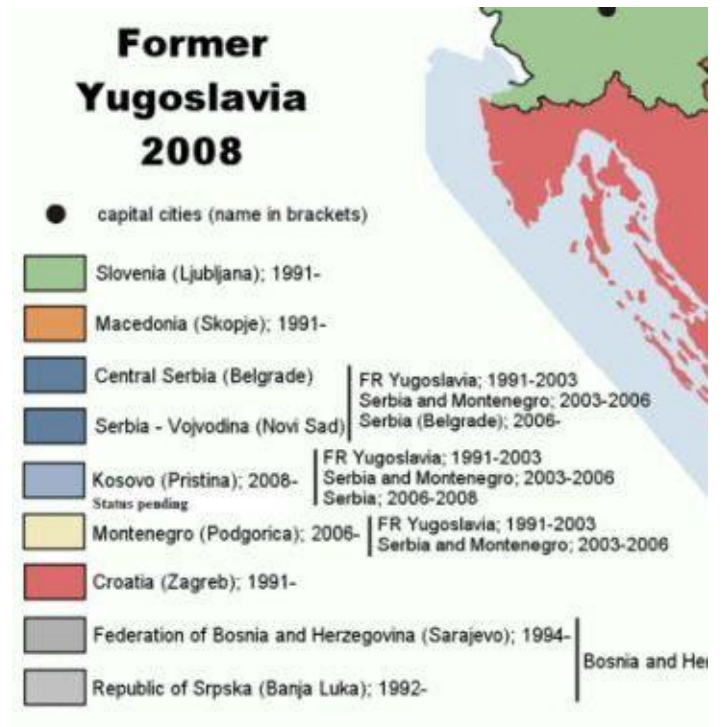 Former
Yugoslavia
2008
capital cities (name in brackets)
Slovenia (Ljubljana); 1991-
Macedonia (Skopje); 1991-
Central Serbia (Belgrade)
FR Yugoslavia; 1991-2003
Serbia and Montenegro; 2003-2006
Serbia (Belgrade); 2006-
Serbia - Vojvodina (Novi Sad)
Kosovo (Pristina); 2008-
Status pending
FR Yugoslavia; 1991-2003
Serbia and Montenegro; 2003-2006
Serbia; 2006-2008
Montenegro (Podgorica); 2006-
FR Yugoslavia; 1991-2003
Serbia and Montenegro; 2003-2006
Croatia (Zagreb); 1991-
Federation of Bosnia and Herzegovina (Sarajevo); 1994-
Bosnia and Her
Republic of Srpska (Banja Luka); 1992-